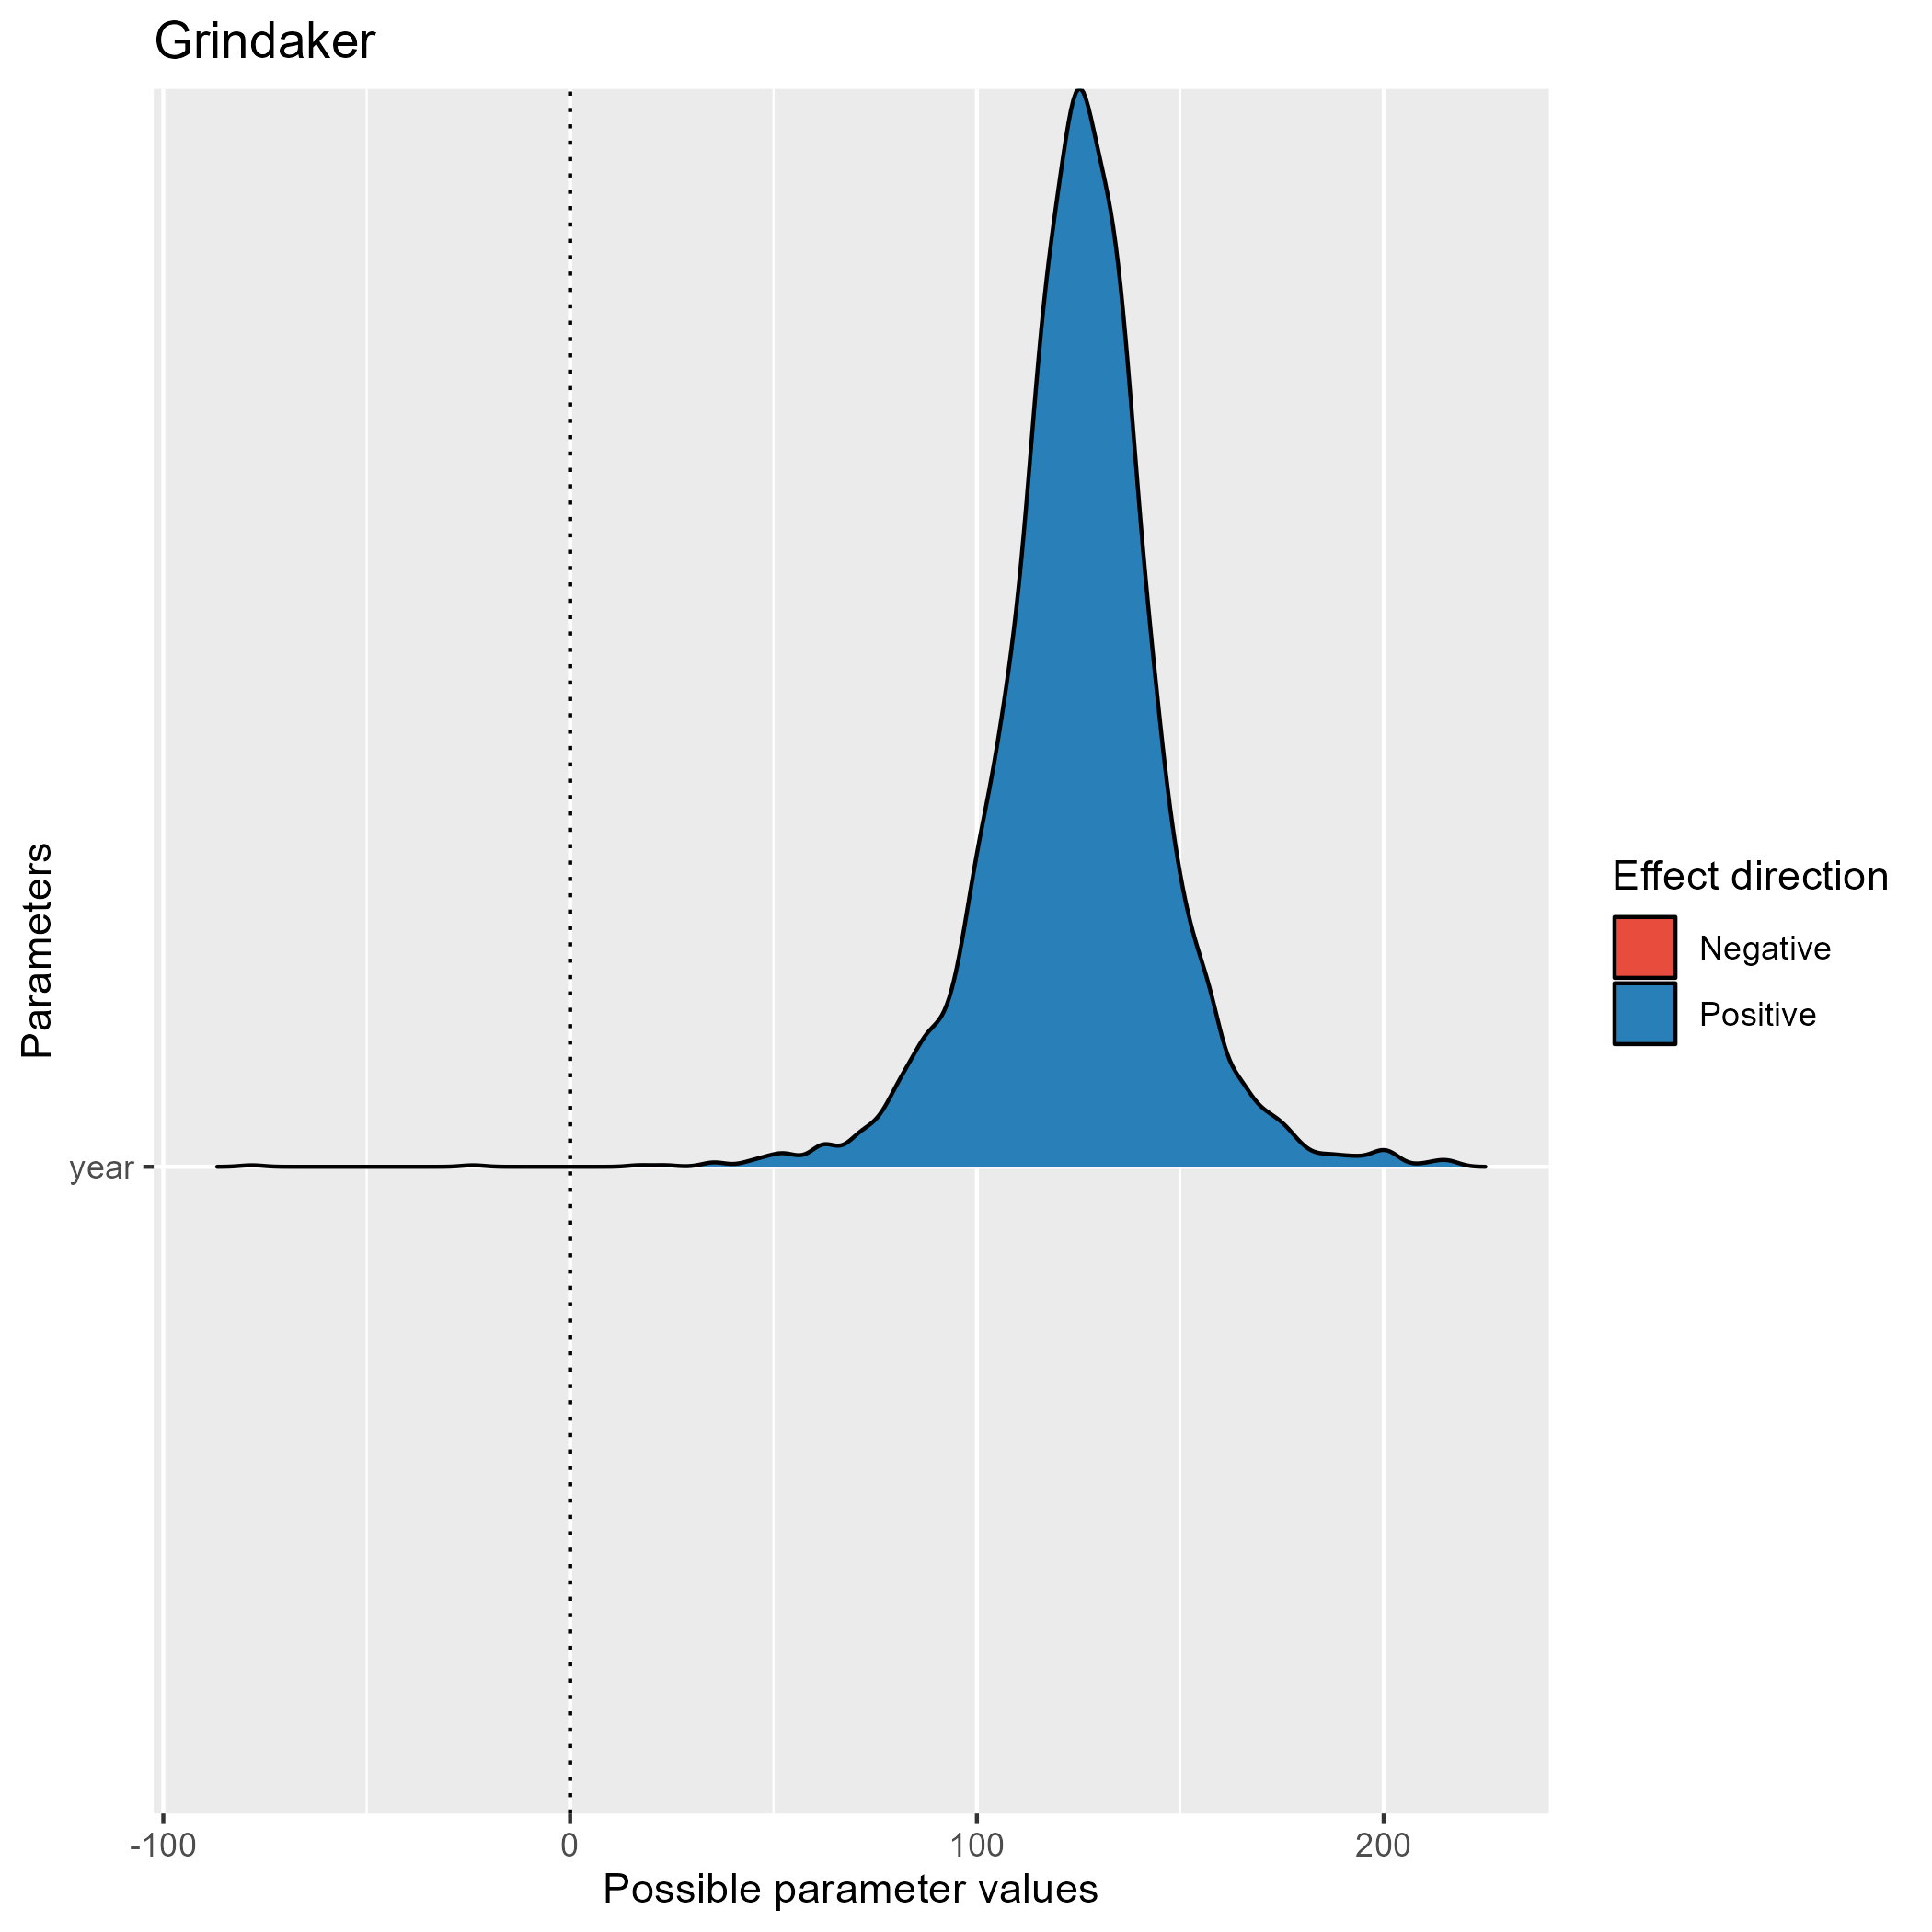 Grindaker
Parameters
year
-100 0 100 200
Possible parameter values
Effect direction
Negative
Positive